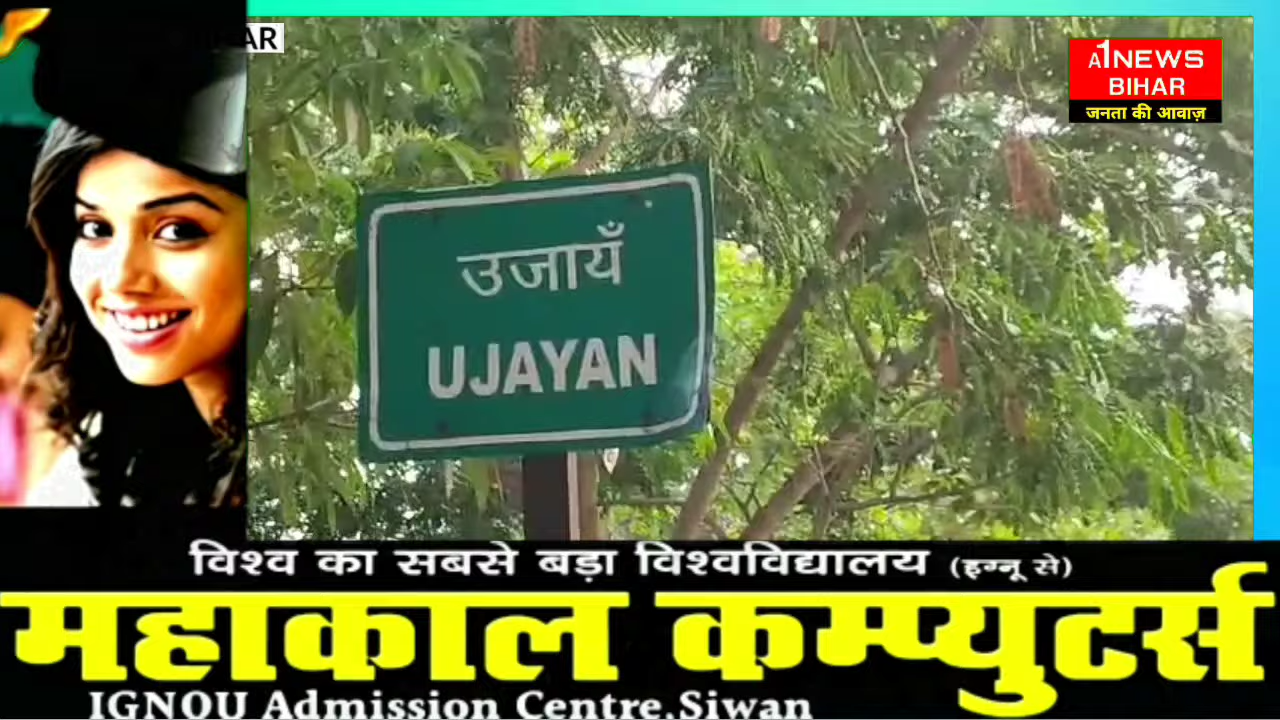 A1NEWS
BIHAR
जनता की आवाज़
उजायँ
UJAYAN
विश्व का सबसे बड़ा विश्वविद्यालय (इग्नू से)
महाकाल कम्प्युटर्स
IGNOU Admission Centre,Siwan